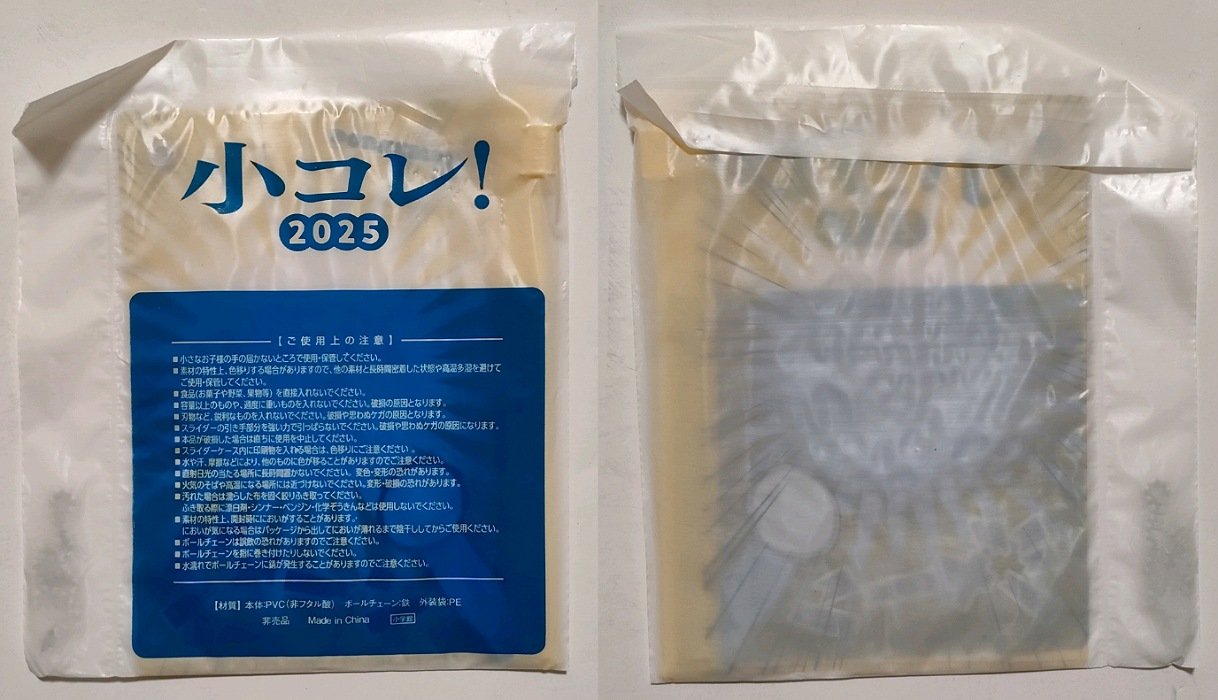 小コレ!
2025
【ご使用上の注意】
■小さなお子様の手の届かないところで使用・保管してください。
■素材の特性上、色移りする場合がありますので、他の素材と長時間密着した状態や高温多湿を避けて
ご使用・保管してください。
■食品(お菓子や野菜、果物等)を直接入れないでください。
■容量以上のものや、過度に重いものを入れないでください。破損の原因となります。
■刃物など、鋭利なものを入れないでください。破損や思わぬケガの原因となります。
■スライダーの引き手部分を強い力で引っぱらないでください。破損や思わぬケガの原因になります。
■本品が破損した場合は直ちに使用を中止してください。
■スライダーケース内に印刷物を入れる場合は、色移りにご注意ください。
■水や汗、摩擦などにより、他のものに色が移ることがありますのでご注意ください。
■直射日光の当たる場所に長時間置かないでください。変色・変形の恐れがあります。
■火気のそばや高温になる場所には近づけないでください。変形・破損の恐れがあります。
■汚れた場合は濡らした布を固く絞りふき取ってください。
ふき取る際に漂白剤・シンナー・ベンジン・化学ぞうきんなどは使用しないでください。
■素材の特性上、開封時ににおいがすることがあります。
においが気になる場合はパッケージから出してにおいが薄れるまで陰干ししてからご使用ください。
■ボールチェーンは誤飲の恐れがありますのでご注意ください。
■ボールチェーンを指に巻き付けたりしないでください。
■水濡れでボールチェーンに錆が発生することがありますのでご注意ください。
【材質】本体:PVC(非フタル酸) ボールチェーン:鉄 外装袋:PE
非売品 Made in China 小学館